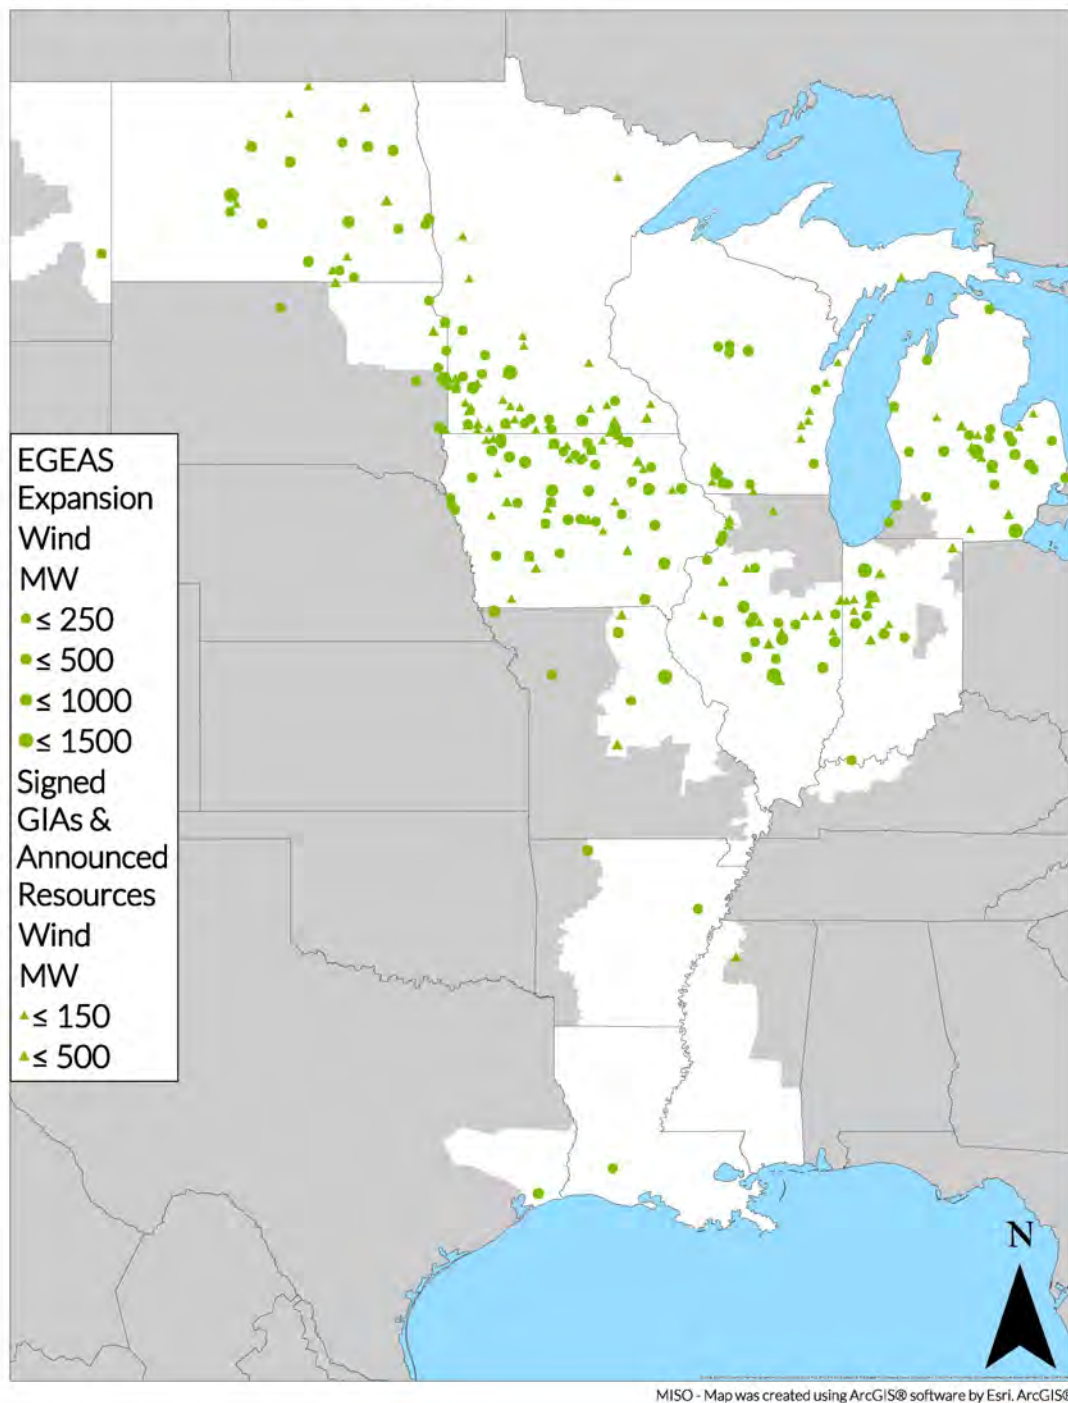 EGEAS
Expansion
Wind
MW
≤ 250
≤ 500
≤ 1000
≤ 1500
Signed
GIAs &
Announced
Resources
Wind
MW
≤ 150
≤ 500
N
MISO - Map was created using ArcGIS® software by Esri. ArcGIS®